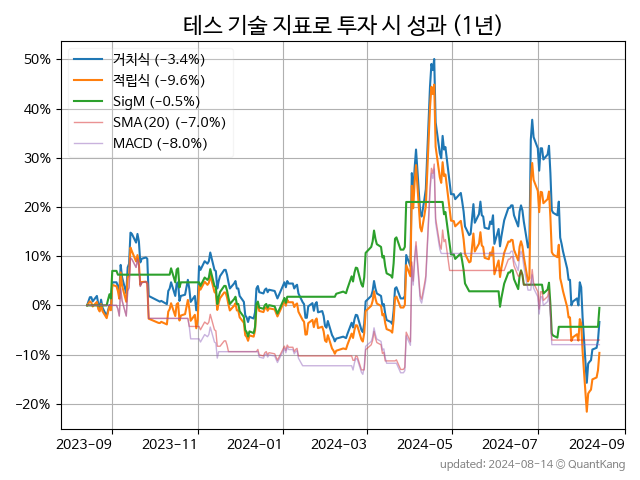 테스 기술 지표로 투자 시 성과 (1년)
50%
40%
30%
20%
10%
0%
−10%
−20%
거치식 (−3.4%)
적립식 (−9.6%)
SigM (−0.5%)
SMA(20) (−7.0%)
MACD (−8.0%)
2023−09 2023−11 2024−01 2024−03 2024−05 2024−07 2024−09
updated: 2024−08−14 © QuantKang